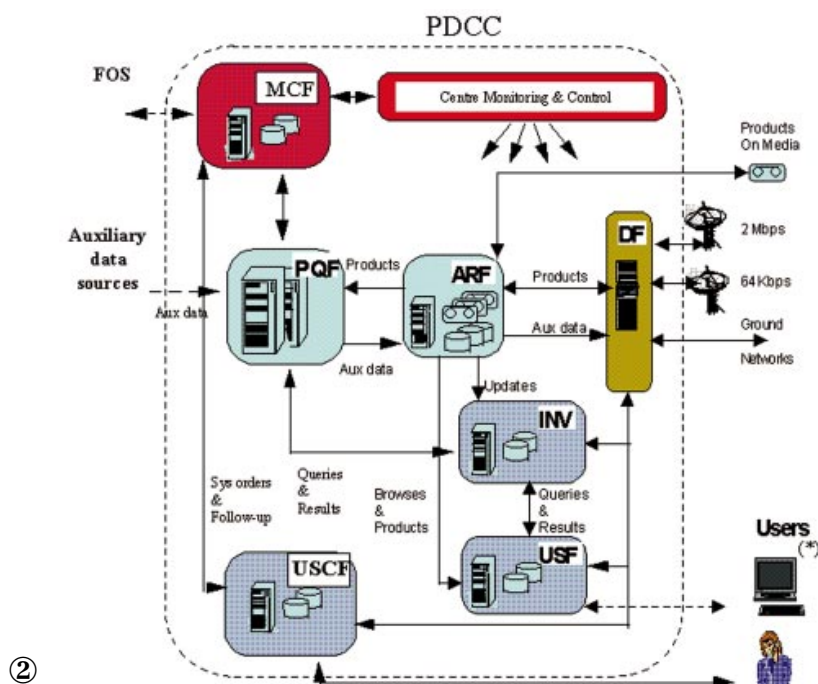 PDCC
FOS
MCF
Centre Monitoring & Control
Products
On Media
Auxiliary
data
sources
Aux data
PQF
Products
ARF
Products
DF
2 Mbps
64 Kbps
Aux data
Aux data
Ground
Networks
Updates
INV
Sys orders
&
Follow-up
Queries
&
Results
Browses
&
Products
Queries
&
Results
USCF
USF
Users
(*)
②